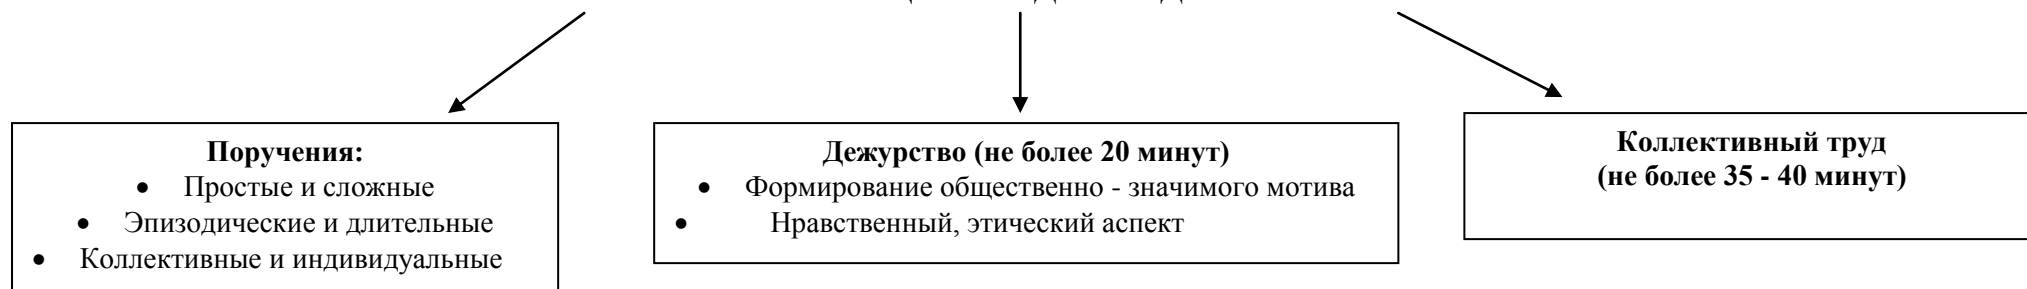 Поручения:
• Простые и сложные
• Эпизодические и длительные
• Коллективные и индивидуальные
Дежурство (не более 20 минут)
• Формирование общественно - значимого мотива
• Нравственный, этический аспект
Коллективный труд
(не более 35 - 40 минут)